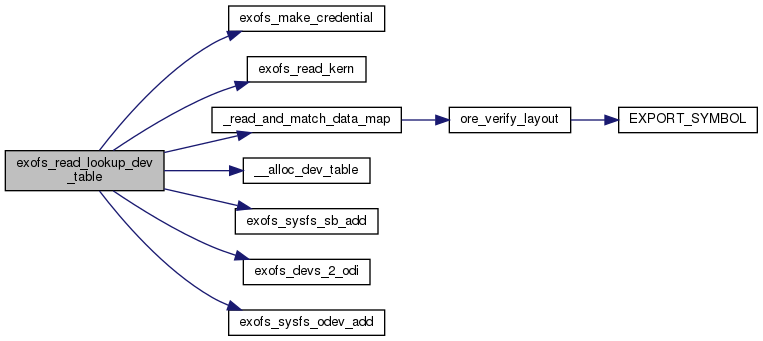 exofs_make_credential
exofs_read_kern
_read_and_match_data_map
ore_verify_layout
EXPORT_SYMBOL
exofs_read_lookup_dev
_table
__alloc_dev_table
exofs_sysfs_sb_add
exofs_devs_2_odi
exofs_sysfs_odev_add